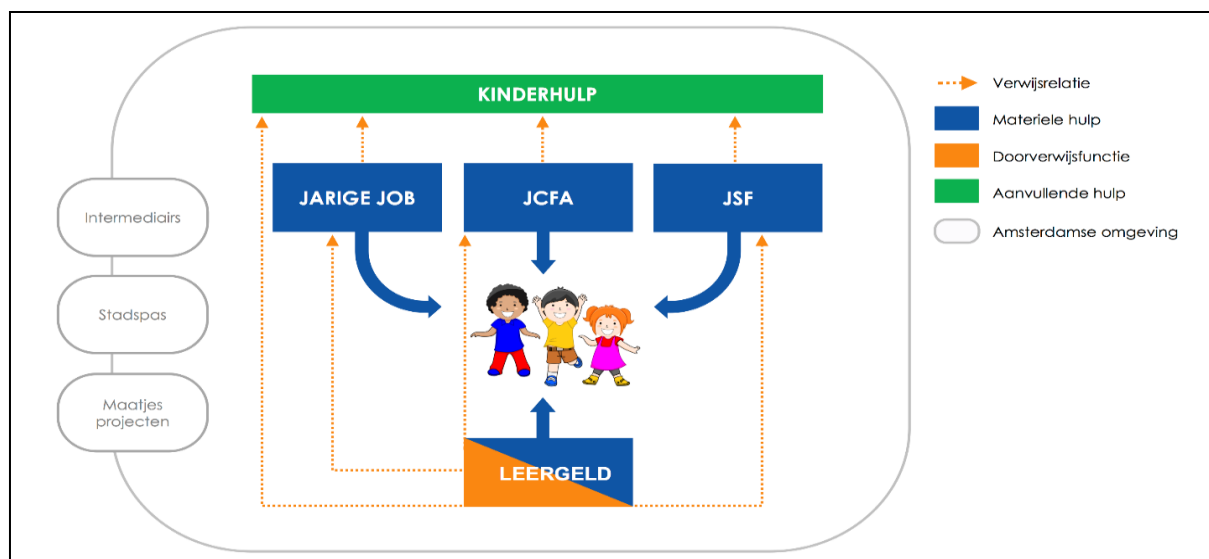 KINDERHULP
JARIGE JOB
JCFA
JSF
LEERGELD
Intermediairs
Stadspas
Maatjes
projecten
Verwijsrelatie
Materiele hulp
Doorverwijsfunctie
Aanvullende hulp
Amsterdamse omgeving